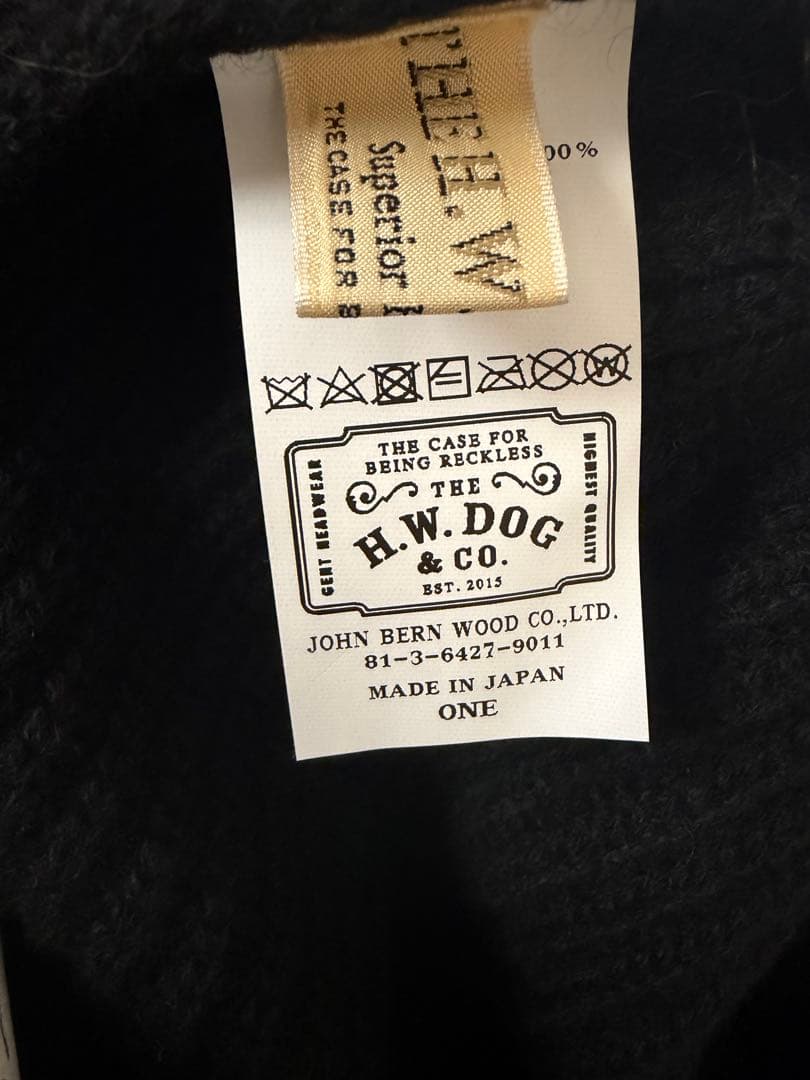 THE H.W
Superior
THE CASE FOR B
00%
THE CASE FOR
BEING RECKLESS
GENT HEADWEAR
HIGHEST QUALITY
THE
H.W. DOG
& CO.
EST. 2015
JOHN BERN WOOD CO.,LTD.
81-3-6427-9011
MADE IN JAPAN
ONE